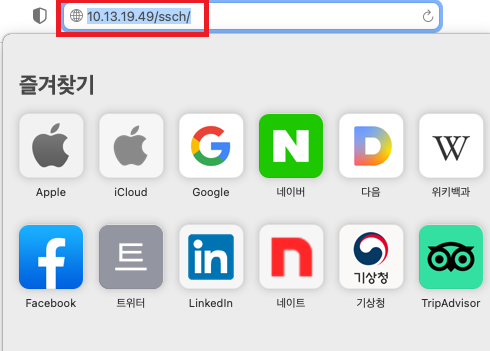 10.13.19.49/ssch/
즐겨찾기
Apple iCloud Google 네이버 다음 위키백과
트 기상청
Facebook 트위터 LinkedIn 네이트 기상청 TripAdvisor